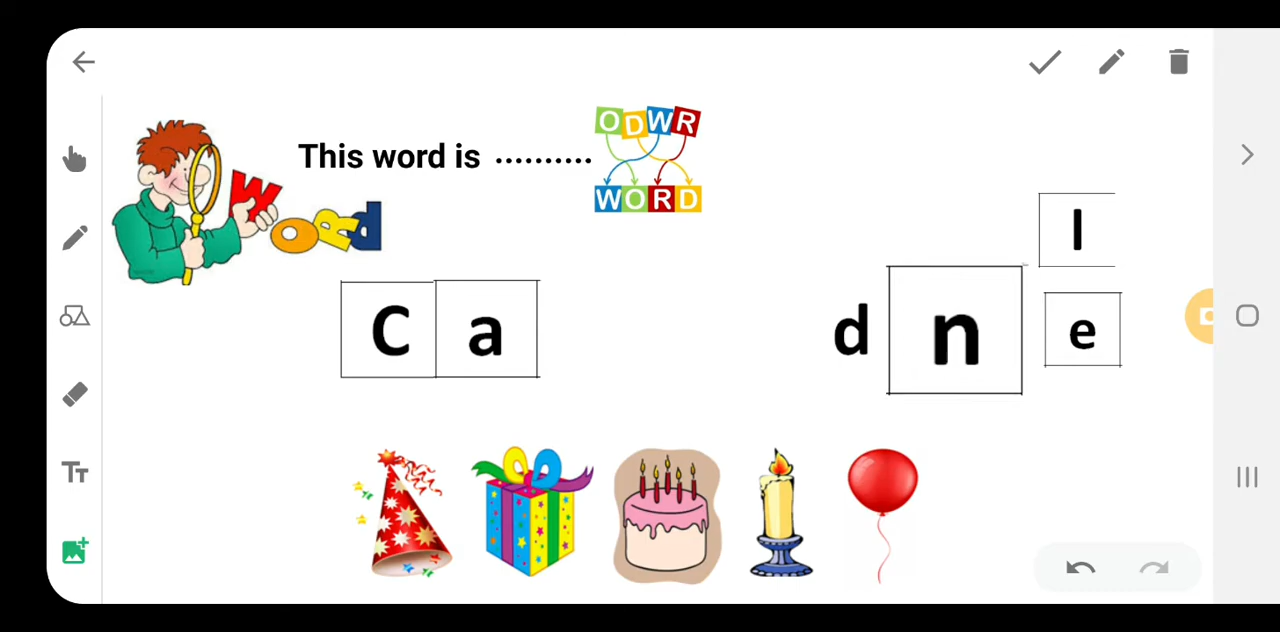 ODWR
This word is ..........
WORD
WORD
l
C a d n e